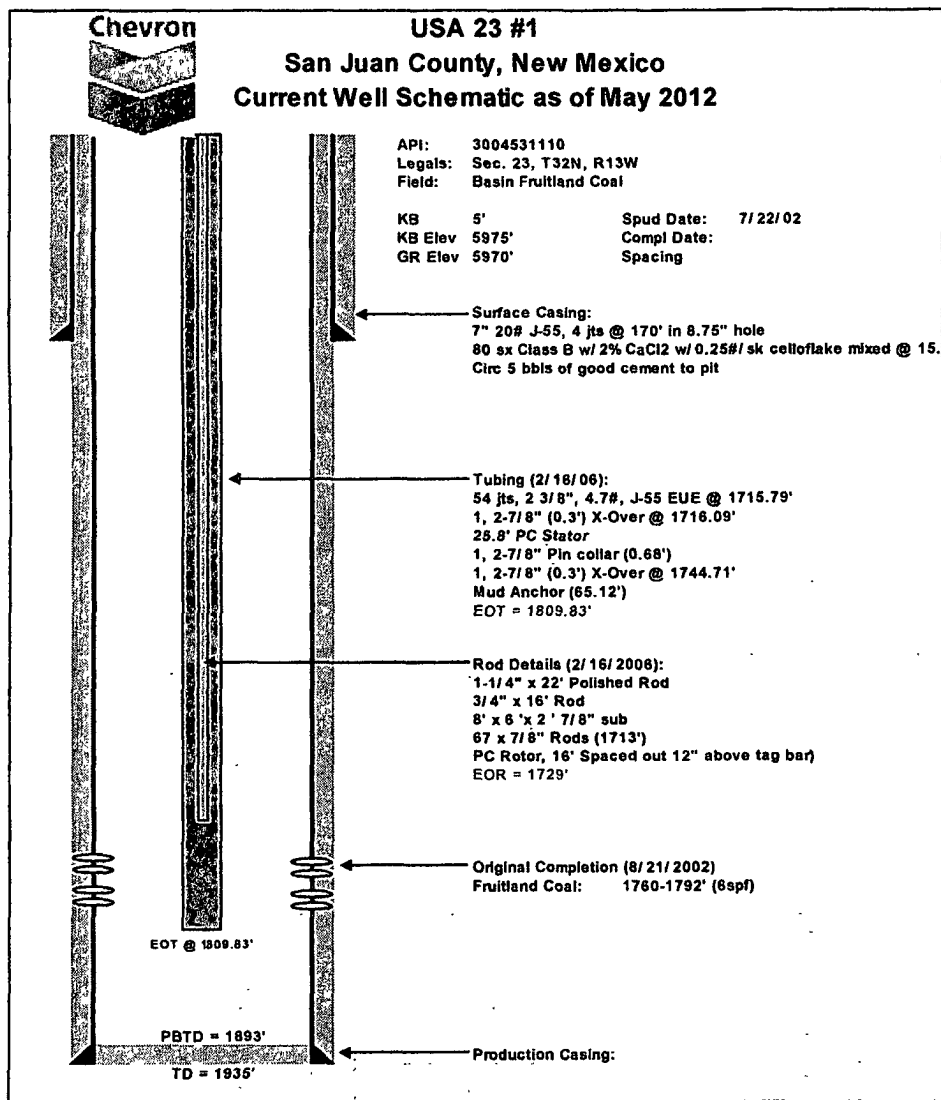 Chevron
USA 23 #1
San Juan County, New Mexico
Current Well Schematic as of May 2012
API: 3004531110
Legals: Sec. 23, T32N, R13W
Field: Basin Fruitland Coal
KB 5' Spud Date: 7/22/02
KB Elev 5975' Compl Date:
GR Elev 5970' Spacing
Surface Casing:
7" 20# J-55, 4 jts @ 170' in 8.75" hole
80 sx Class B w/ 2% CaCl2 w/ 0.25#/ sk celloflake mixed @ 15.
Circ 5 bbls of good cement to pit
Tubing (2/16/06):
54 jts, 2 3/8", 4.7#, J-55 EUE @ 1715.79'
1, 2-7/8" (0.3') X-Over @ 1716.09'
25.8' PC Stator
1, 2-7/8" Pin collar (0.68')
1, 2-7/8" (0.3') X-Over @ 1744.71'
Mud Anchor (65.12')
EOT = 1809.83'
Rod Details (2/16/2006):
1-1/4" x 22' Polished Rod
3/4" x 16' Rod
8' x 6 'x 2 ' 7/8" sub
67 x 7/8" Rods (1713')
PC Rotor, 16' Spaced out 12" above tag bar)
EOR = 1729'
Original Completion (8/21/2002)
Fruitland Coal: 1760-1792' (6spf)
EOT @ 1809.83'
PBTD = 1893'
Production Casing:
TD = 1935'